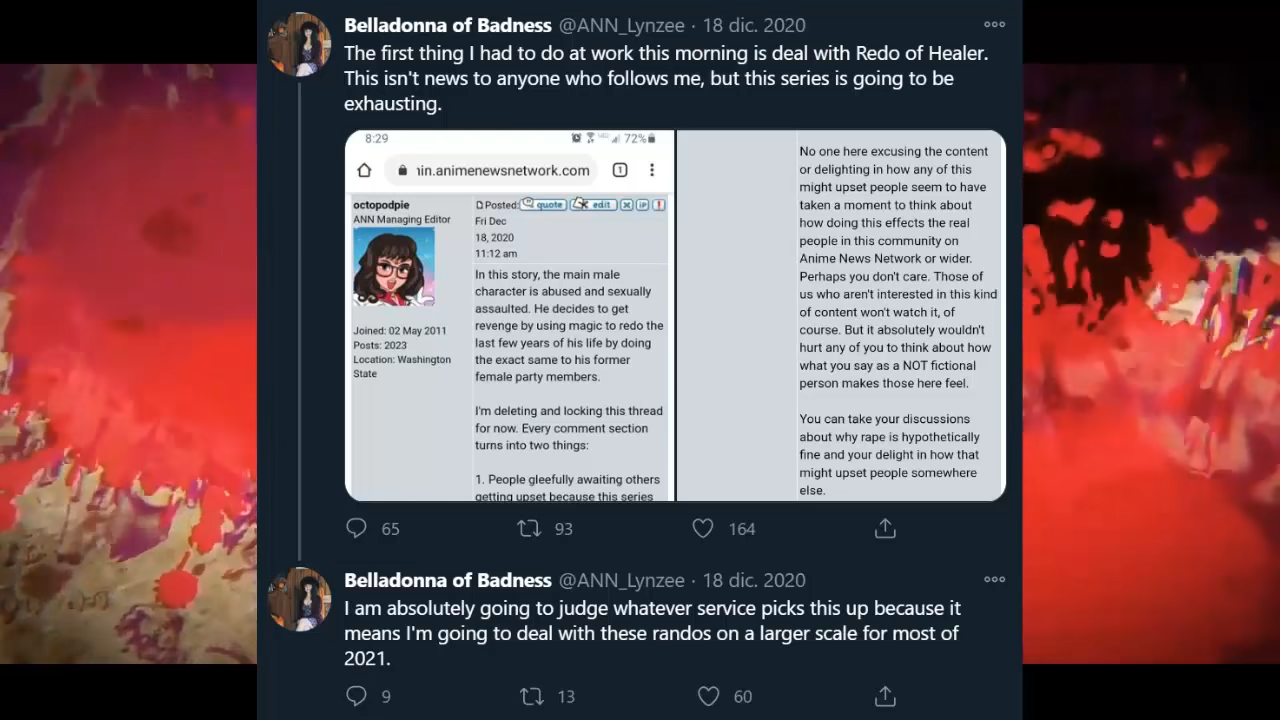 Belladonna of Badness @ANN_Lynzee · 18 dic. 2020
The first thing I had to do at work this morning is deal with Redo of Healer.
This isn't news to anyone who follows me, but this series is going to be
exhausting.
8:29
72%
nin.animenewsnetwork.com
1
octopodpie
ANN Managing Editor
Joined: 02 May 2011
Posts: 2023
Location: Washington
State
Posted:
Fri Dec
18, 2020
11:12 am
quote edit X IP !
In this story, the main male
character is abused and sexually
assaulted. He decides to get
revenge by using magic to redo the
last few years of his life by doing
the exact same to his former
female party members.
I'm deleting and locking this thread
for now. Every comment section
turns into two things:
1. People gleefully awaiting others
getting upset because this series
No one here excusing the content
or delighting in how any of this
might upset people seem to have
taken a moment to think about
how doing this effects the real
people in this community on
Anime News Network or wider.
Perhaps you don't care. Those of
us who aren't interested in this kind
of content won't watch it, of
course. But it absolutely wouldn't
hurt any of you to think about how
what you say as a NOT fictional
person makes those here feel.
You can take your discussions
about why rape is hypothetically
fine and your delight in how that
might upset people somewhere
else.
65 93 164
Belladonna of Badness @ANN_Lynzee · 18 dic. 2020
I am absolutely going to judge whatever service picks this up because it
means I'm going to deal with these randos on a larger scale for most of
2021.
9 13 60